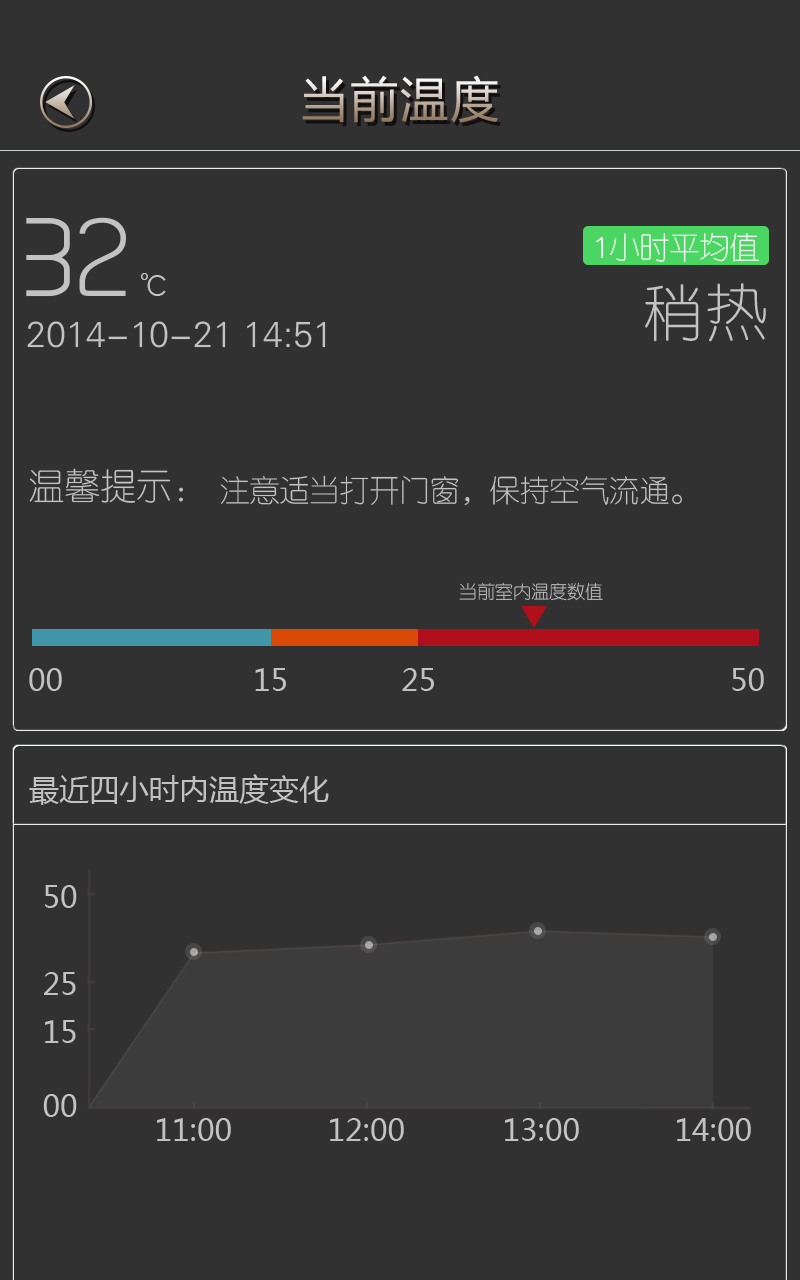 当前温度
32 ℃
1小时平均值
稍热
2014-10-21 14:51
温馨提示： 注意适当打开门窗，保持空气流通。
当前室内温度数值
00 15 25 50
最近四小时内温度变化
50
25
15
00
11:00 12:00 13:00 14:00